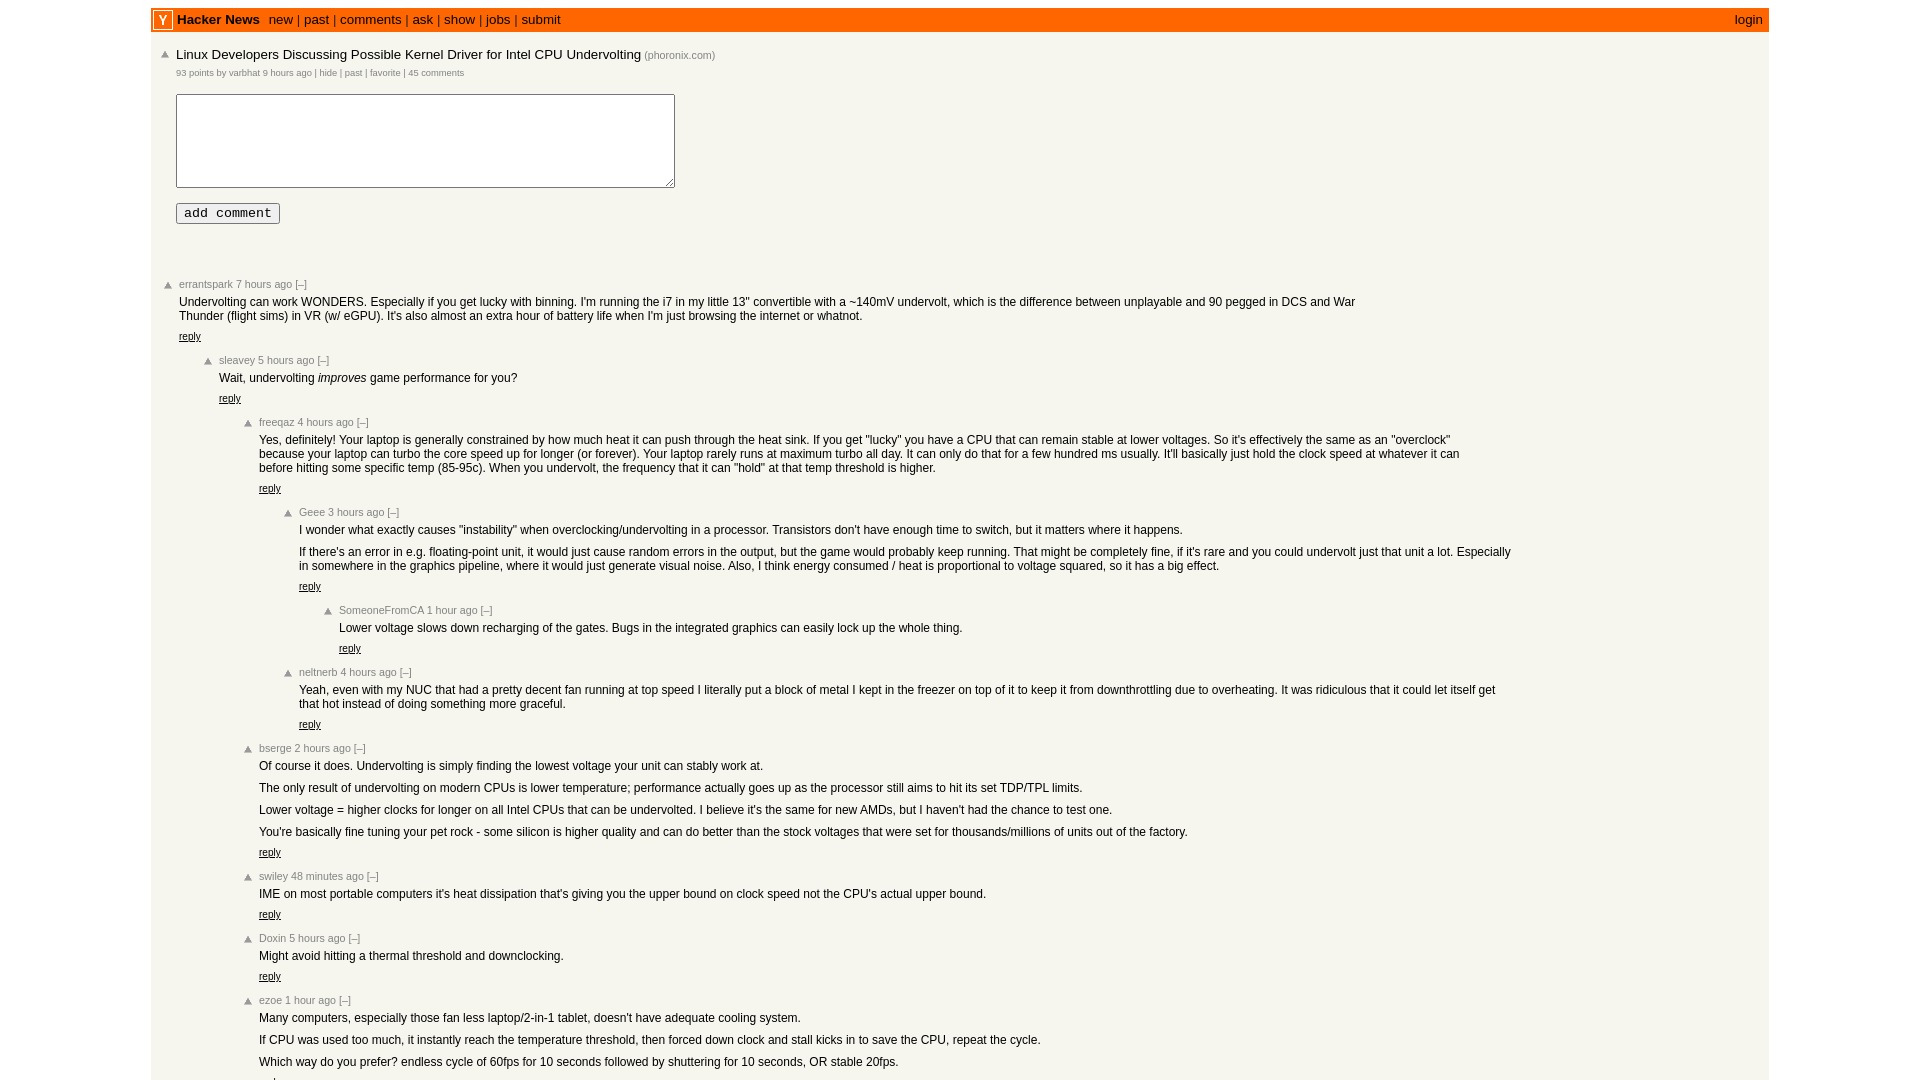 Y Hacker News new | past | comments | ask | show | jobs | submit login
Linux Developers Discussing Possible Kernel Driver for Intel CPU Undervolting (phoronix.com)
93 points by varbhat 9 hours ago | hide | past | favorite | 45 comments
add comment
errantspark 7 hours ago [–]
Undervolting can work WONDERS. Especially if you get lucky with binning. I'm running the i7 in my little 13" convertible with a ~140mV undervolt, which is the difference between unplayable and 90 pegged in DCS and War
Thunder (flight sims) in VR (w/ eGPU). It's also almost an extra hour of battery life when I'm just browsing the internet or whatnot.
reply
sleavey 5 hours ago [–]
Wait, undervolting improves game performance for you?
reply
freeqaz 4 hours ago [–]
Yes, definitely! Your laptop is generally constrained by how much heat it can push through the heat sink. If you get "lucky" you have a CPU that can remain stable at lower voltages. So it's effectively the same as an "overclock"
because your laptop can turbo the core speed up for longer (or forever). Your laptop rarely runs at maximum turbo all day. It can only do that for a few hundred ms usually. It'll basically just hold the clock speed at whatever it can
before hitting some specific temp (85-95c). When you undervolt, the frequency that it can "hold" at that temp threshold is higher.
reply
Geee 3 hours ago [–]
I wonder what exactly causes "instability" when overclocking/undervolting in a processor. Transistors don't have enough time to switch, but it matters where it happens.
If there's an error in e.g. floating-point unit, it would just cause random errors in the output, but the game would probably keep running. That might be completely fine, if it's rare and you could undervolt just that unit a lot. Especially
in somewhere in the graphics pipeline, where it would just generate visual noise. Also, I think energy consumed / heat is proportional to voltage squared, so it has a big effect.
reply
SomeoneFromCA 1 hour ago [–]
Lower voltage slows down recharging of the gates. Bugs in the integrated graphics can easily lock up the whole thing.
reply
neltnerb 4 hours ago [–]
Yeah, even with my NUC that had a pretty decent fan running at top speed I literally put a block of metal I kept in the freezer on top of it to keep it from downthrottling due to overheating. It was ridiculous that it could let itself get
that hot instead of doing something more graceful.
reply
bserge 2 hours ago [–]
Of course it does. Undervolting is simply finding the lowest voltage your unit can stably work at.
The only result of undervolting on modern CPUs is lower temperature; performance actually goes up as the processor still aims to hit its set TDP/TPL limits.
Lower voltage = higher clocks for longer on all Intel CPUs that can be undervolted. I believe it's the same for new AMDs, but I haven't had the chance to test one.
You're basically fine tuning your pet rock - some silicon is higher quality and can do better than the stock voltages that were set for thousands/millions of units out of the factory.
reply
swiley 48 minutes ago [–]
IME on most portable computers it's heat dissipation that's giving you the upper bound on clock speed not the CPU's actual upper bound.
reply
Doxin 5 hours ago [–]
Might avoid hitting a thermal threshold and downclocking.
reply
ezoe 1 hour ago [–]
Many computers, especially those fan less laptop/2-in-1 tablet, doesn't have adequate cooling system.
If CPU was used too much, it instantly reach the temperature threshold, then forced down clock and stall kicks in to save the CPU, repeat the cycle.
Which way do you prefer? endless cycle of 60fps for 10 seconds followed by shuttering for 10 seconds, OR stable 20fps.